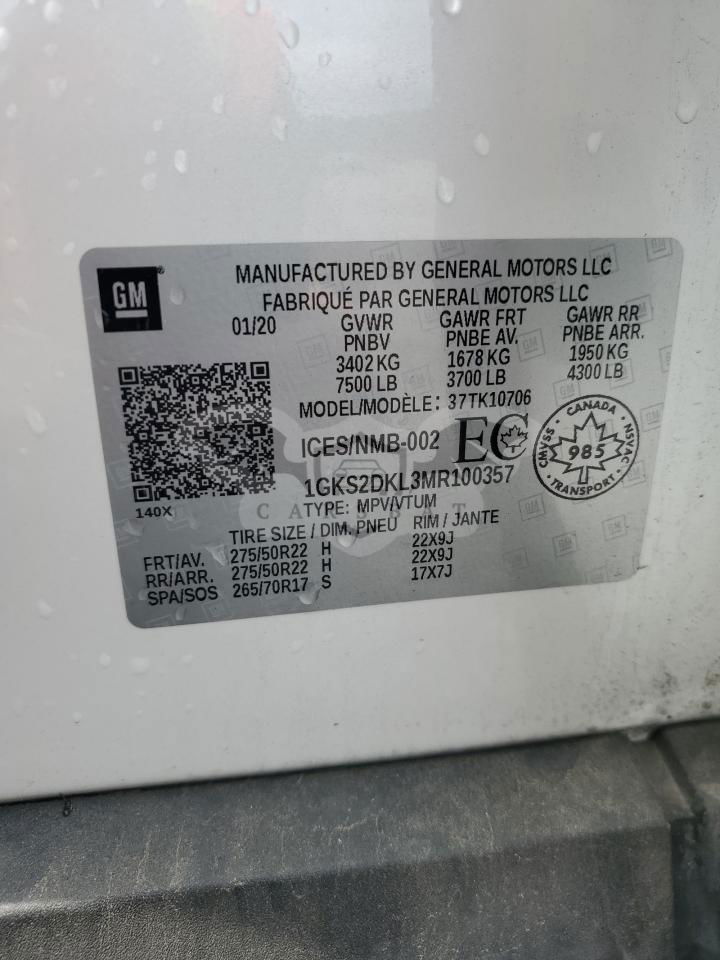 GM
MANUFACTURED BY GENERAL MOTORS LLC
FABRIQUÉ PAR GENERAL MOTORS LLC
01/20 GVWR GAWR FRT GAWR RR
PNBV PNBE AV. PNBE ARR.
3402 KG 1678 KG 1950 KG
7500 LB 3700 LB 4300 LB
MODEL/MODÈLE: 37TK10706
ICES/NMB-002 EC
CANADA
CMVSS 985 NSVAC
TRANSPORT
1GKS2DKL3MR100357
140X
TYPE: MPV/VTUM
TIRE SIZE / DIM. PNEU RIM / JANTE
FRT/AV. 275/50R22 H 22X9J
RR/ARR. 275/50R22 H 22X9J
SPA/SOS 265/70R17 S 17X7J